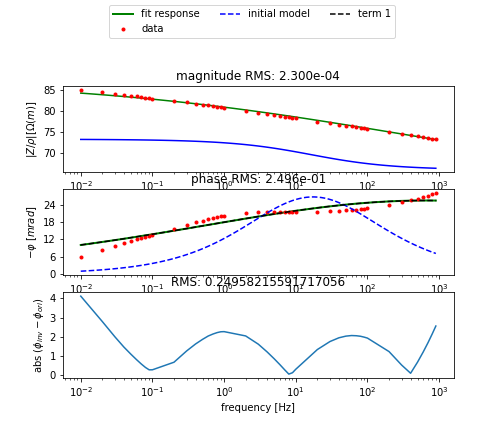 fit response initial model term 1
data
magnitude RMS: 2.300e-04
|Z/ρ|[Ω(m)]
85
80
75
70
10⁻² 10⁻¹ 10⁰ 10¹ 10² 10³
phase RMS: 2.496e-01
−φ [mrad]
24
18
12
6
0
10⁻² 10⁻¹ 10⁰ 10¹ 10² 10³
RMS: 0.24958215591717056
abs (ϕinv − ϕori)
4
3
2
1
0
10⁻² 10⁻¹ 10⁰ 10¹ 10² 10³
frequency [Hz]